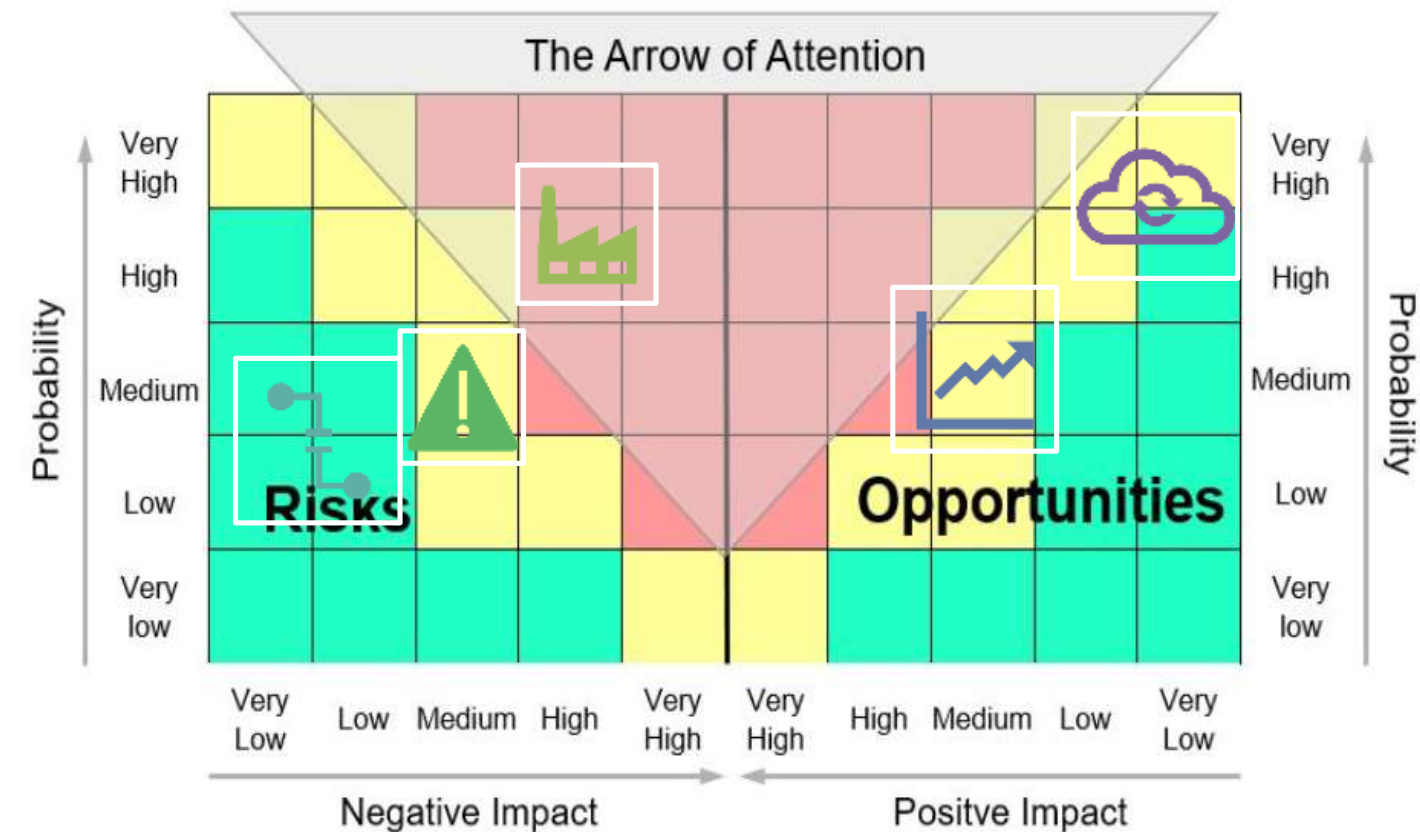 The Arrow of Attention
Very
High
High
Medium
Low
Very
low
Probability
Risks
Opportunities
Very
High
High
Medium
Low
Very
low
Probability
Very
Low
Low
Medium
High
Very
High
Very
High
High
Medium
Low
Very
Low
Negative Impact
Positve Impact